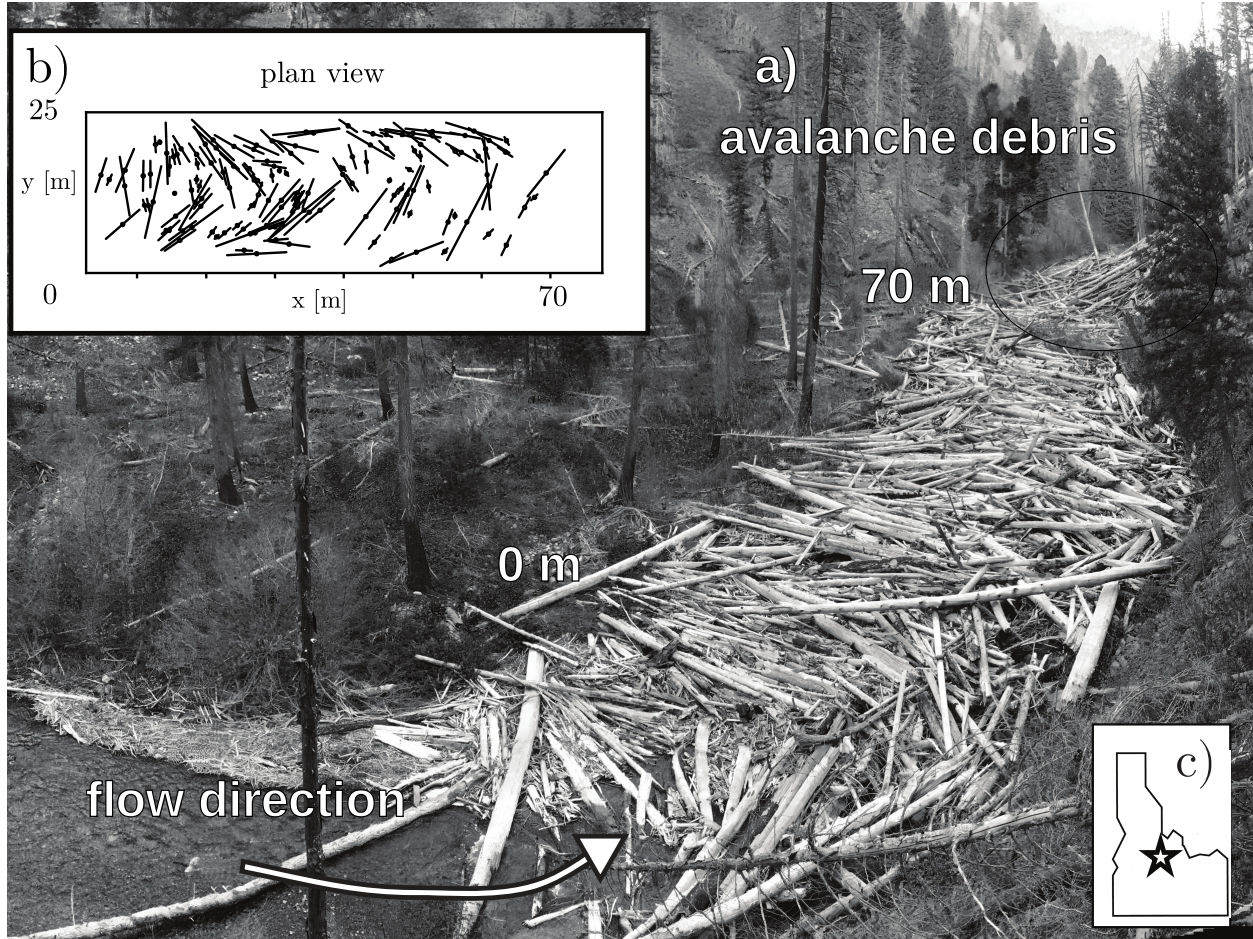 b)
plan view
25
y [m]
0
x [m]
70
a)
avalanche debris
70 m
0 m
flow direction
c)